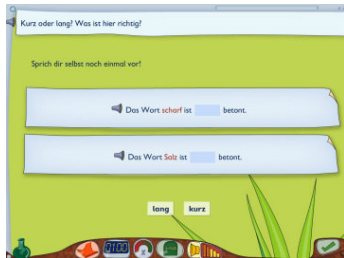 Kurz oder lang? Was ist hier richtig?
Sprich dir selbst noch einmal vor!
Das Wort scharf ist betont.
Das Wort Salz ist betont.
lang kurz